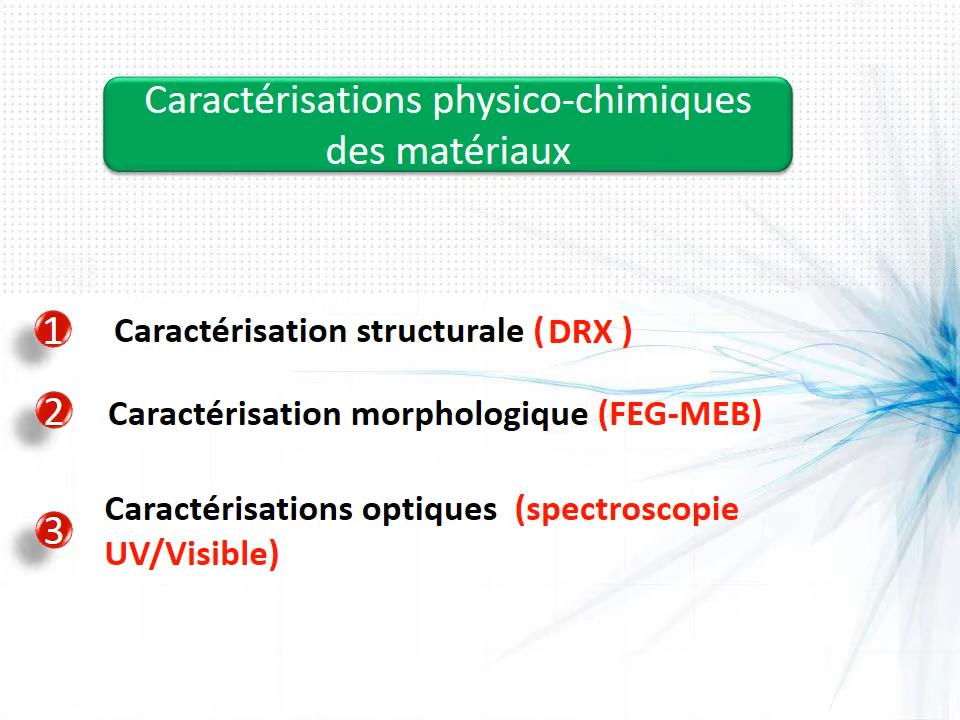 Caractérisations physico-chimiques
des matériaux
1 Caractérisation structurale ( DRX )
2 Caractérisation morphologique (FEG-MEB)
3 Caractérisations optiques (spectroscopie
UV/Visible)